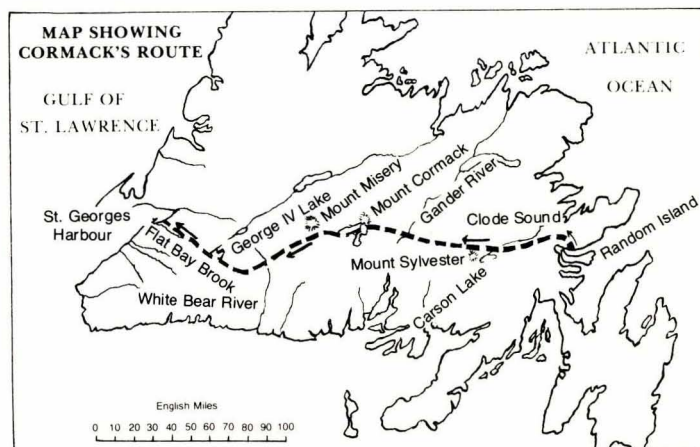 MAP SHOWING
CORMACK'S ROUTE
ATLANTIC
OCEAN
GULF OF
ST. LAWRENCE
St. Georges
Harbour
Flat Bay Brook
George IV Lake
Mount Misery
Mount Cormack
Gander River
Clode Sound
Random Island
Mount Sylvester
Carson Lake
White Bear River
English Miles
0 10 20 30 40 50 60 70 80 90 100